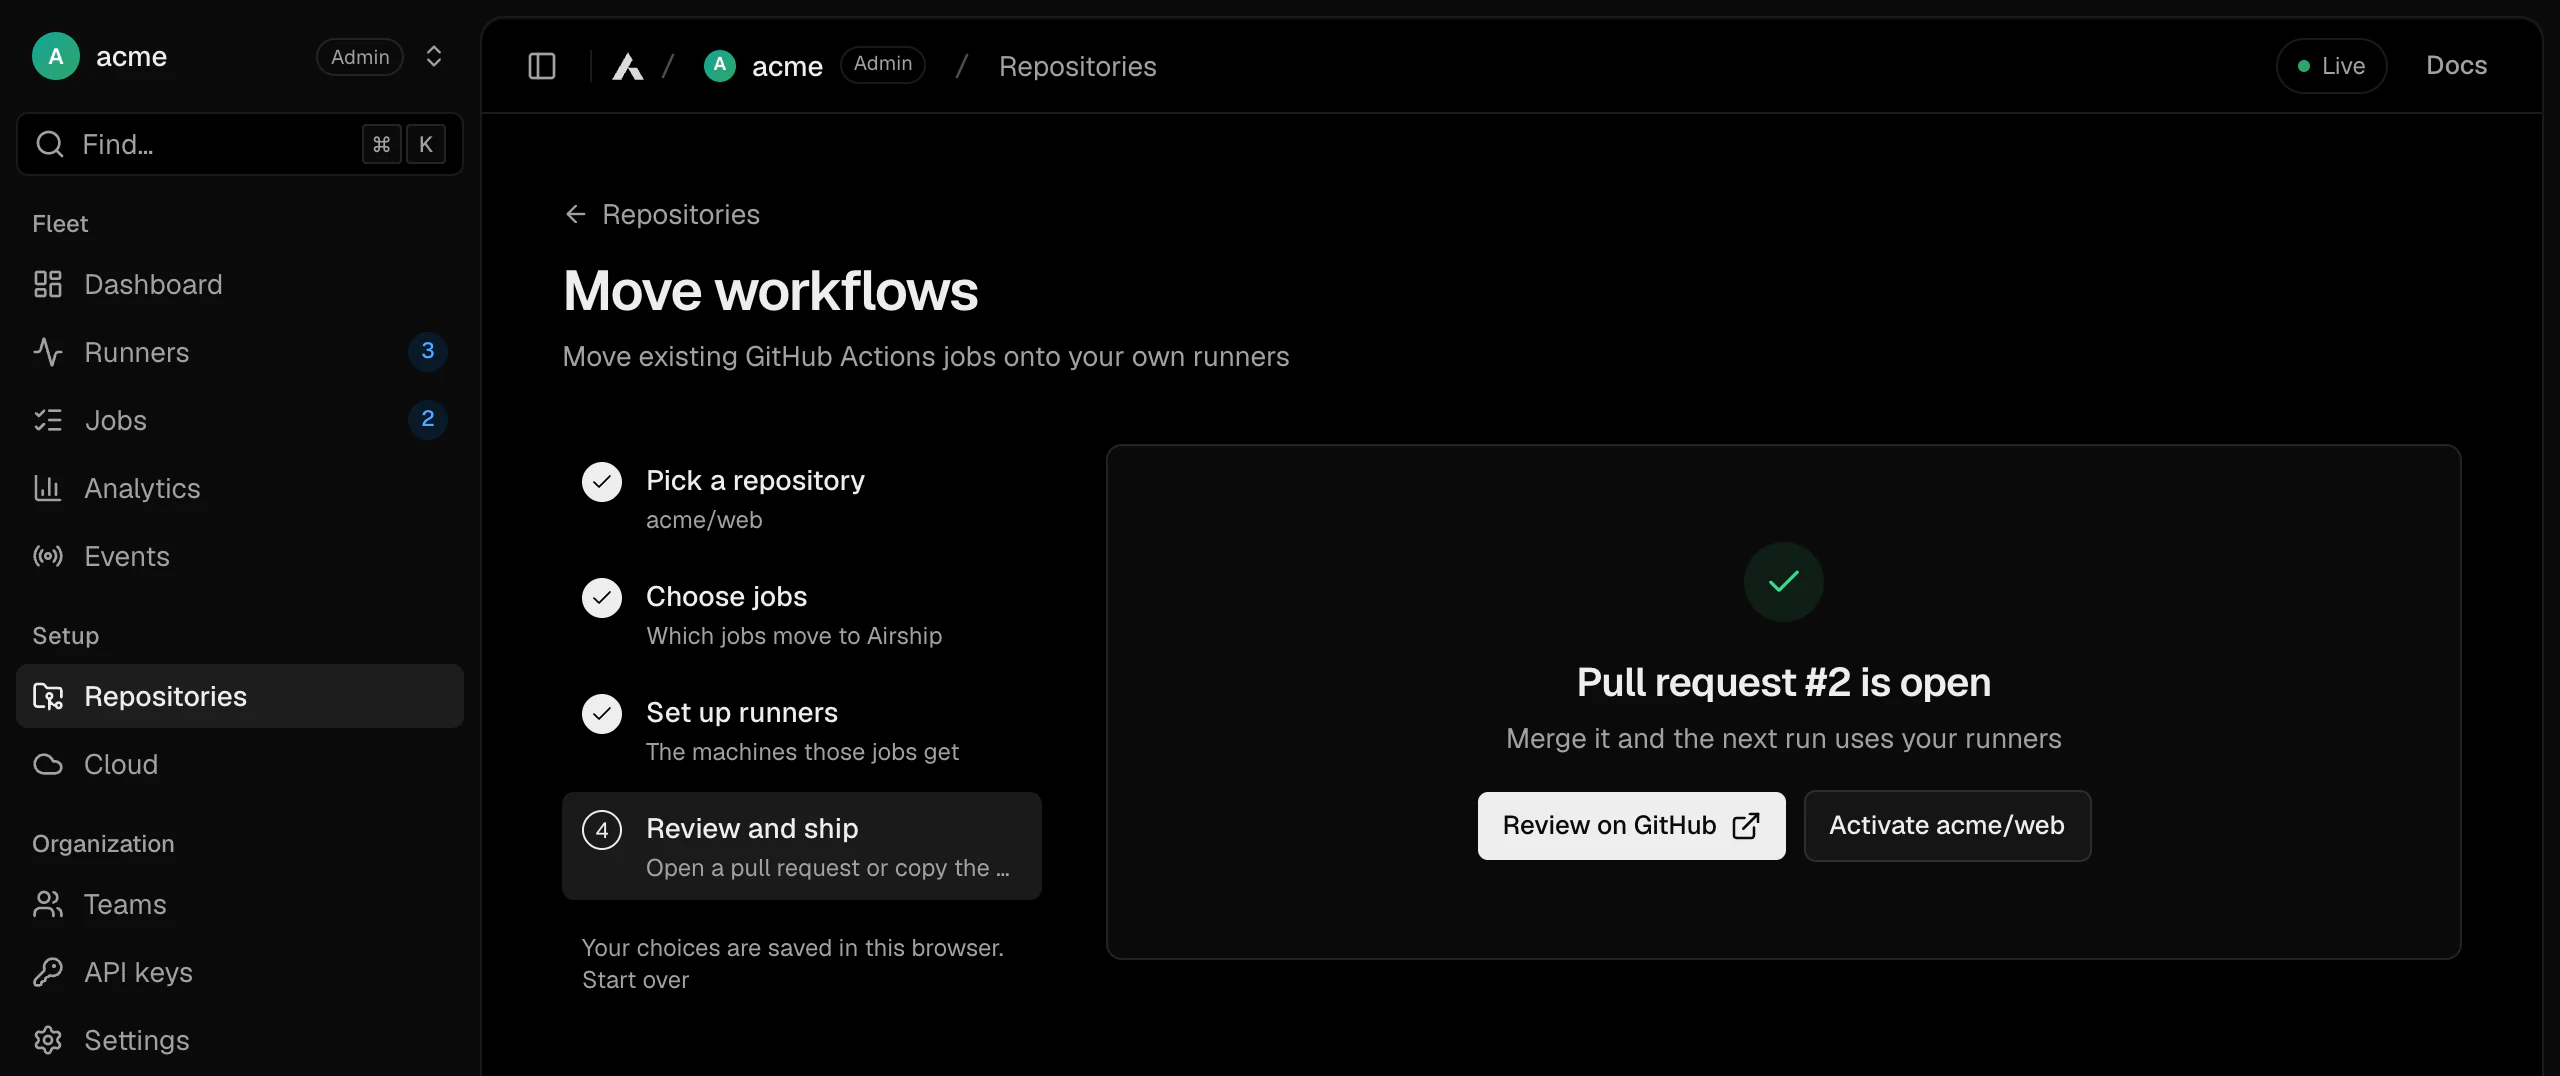 A acme Admin
Find... ⌘ K
Fleet
Dashboard
Runners 3
Jobs 2
Analytics
Events
Setup
Repositories
Cloud
Organization
Teams
API keys
Settings
/ A acme Admin / Repositories
Live Docs
← Repositories
Move workflows
Move existing GitHub Actions jobs onto your own runners
Pick a repository
acme/web
Choose jobs
Which jobs move to Airship
Set up runners
The machines those jobs get
4 Review and ship
Open a pull request or copy the ...
Your choices are saved in this browser.
Start over
Pull request #2 is open
Merge it and the next run uses your runners
Review on GitHub
Activate acme/web